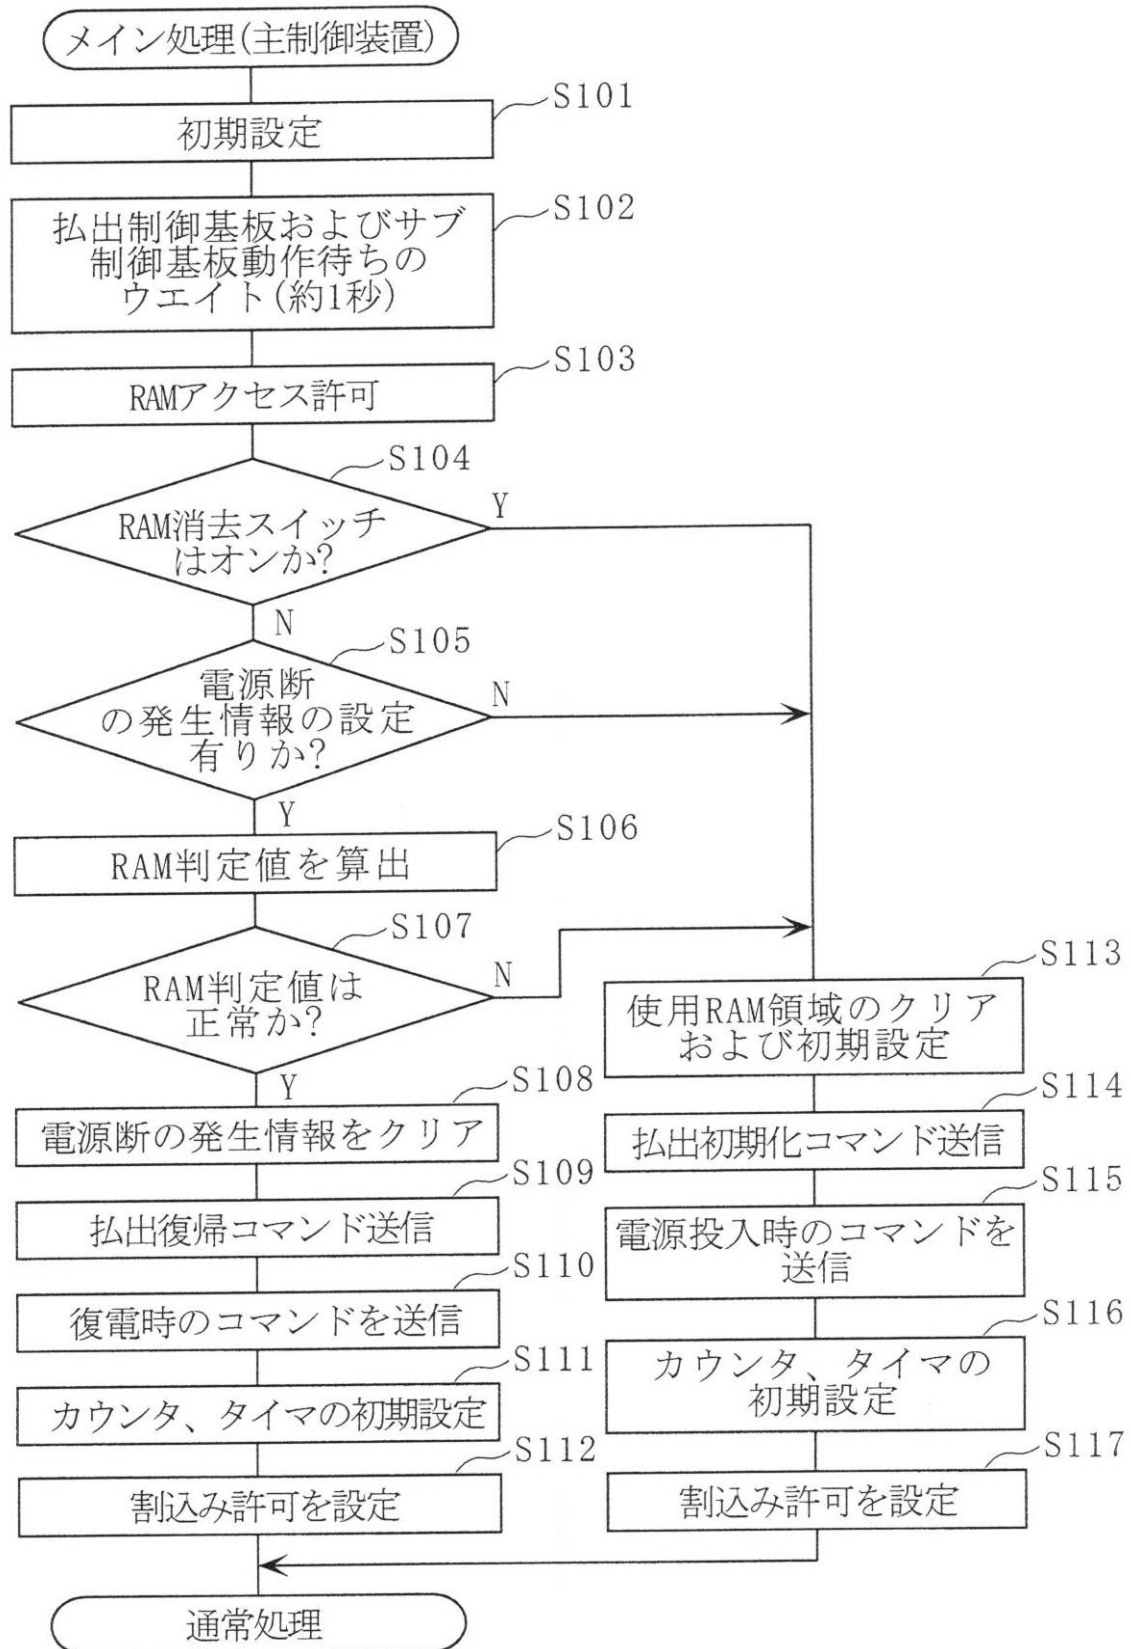 メイン処理(主制御装置)
S101
初期設定
S102
払出制御基板およびサブ
制御基板動作待ちの
ウエイト(約1秒)
S103
RAMアクセス許可
S104
RAM消去スイッチ
はオンか?
Y
N
S105
電源断
の発生情報の設定
有りか?
N
Y
S106
RAM判定値を算出
S107
RAM判定値は
正常か?
N
Y
S108
電源断の発生情報をクリア
S109
払出復帰コマンド送信
S110
復電時のコマンドを送信
S111
カウンタ、タイマの初期設定
S112
割込み許可を設定
S113
使用RAM領域のクリア
および初期設定
S114
払出初期化コマンド送信
S115
電源投入時のコマンドを
送信
S116
カウンタ、タイマの
初期設定
S117
割込み許可を設定
通常処理